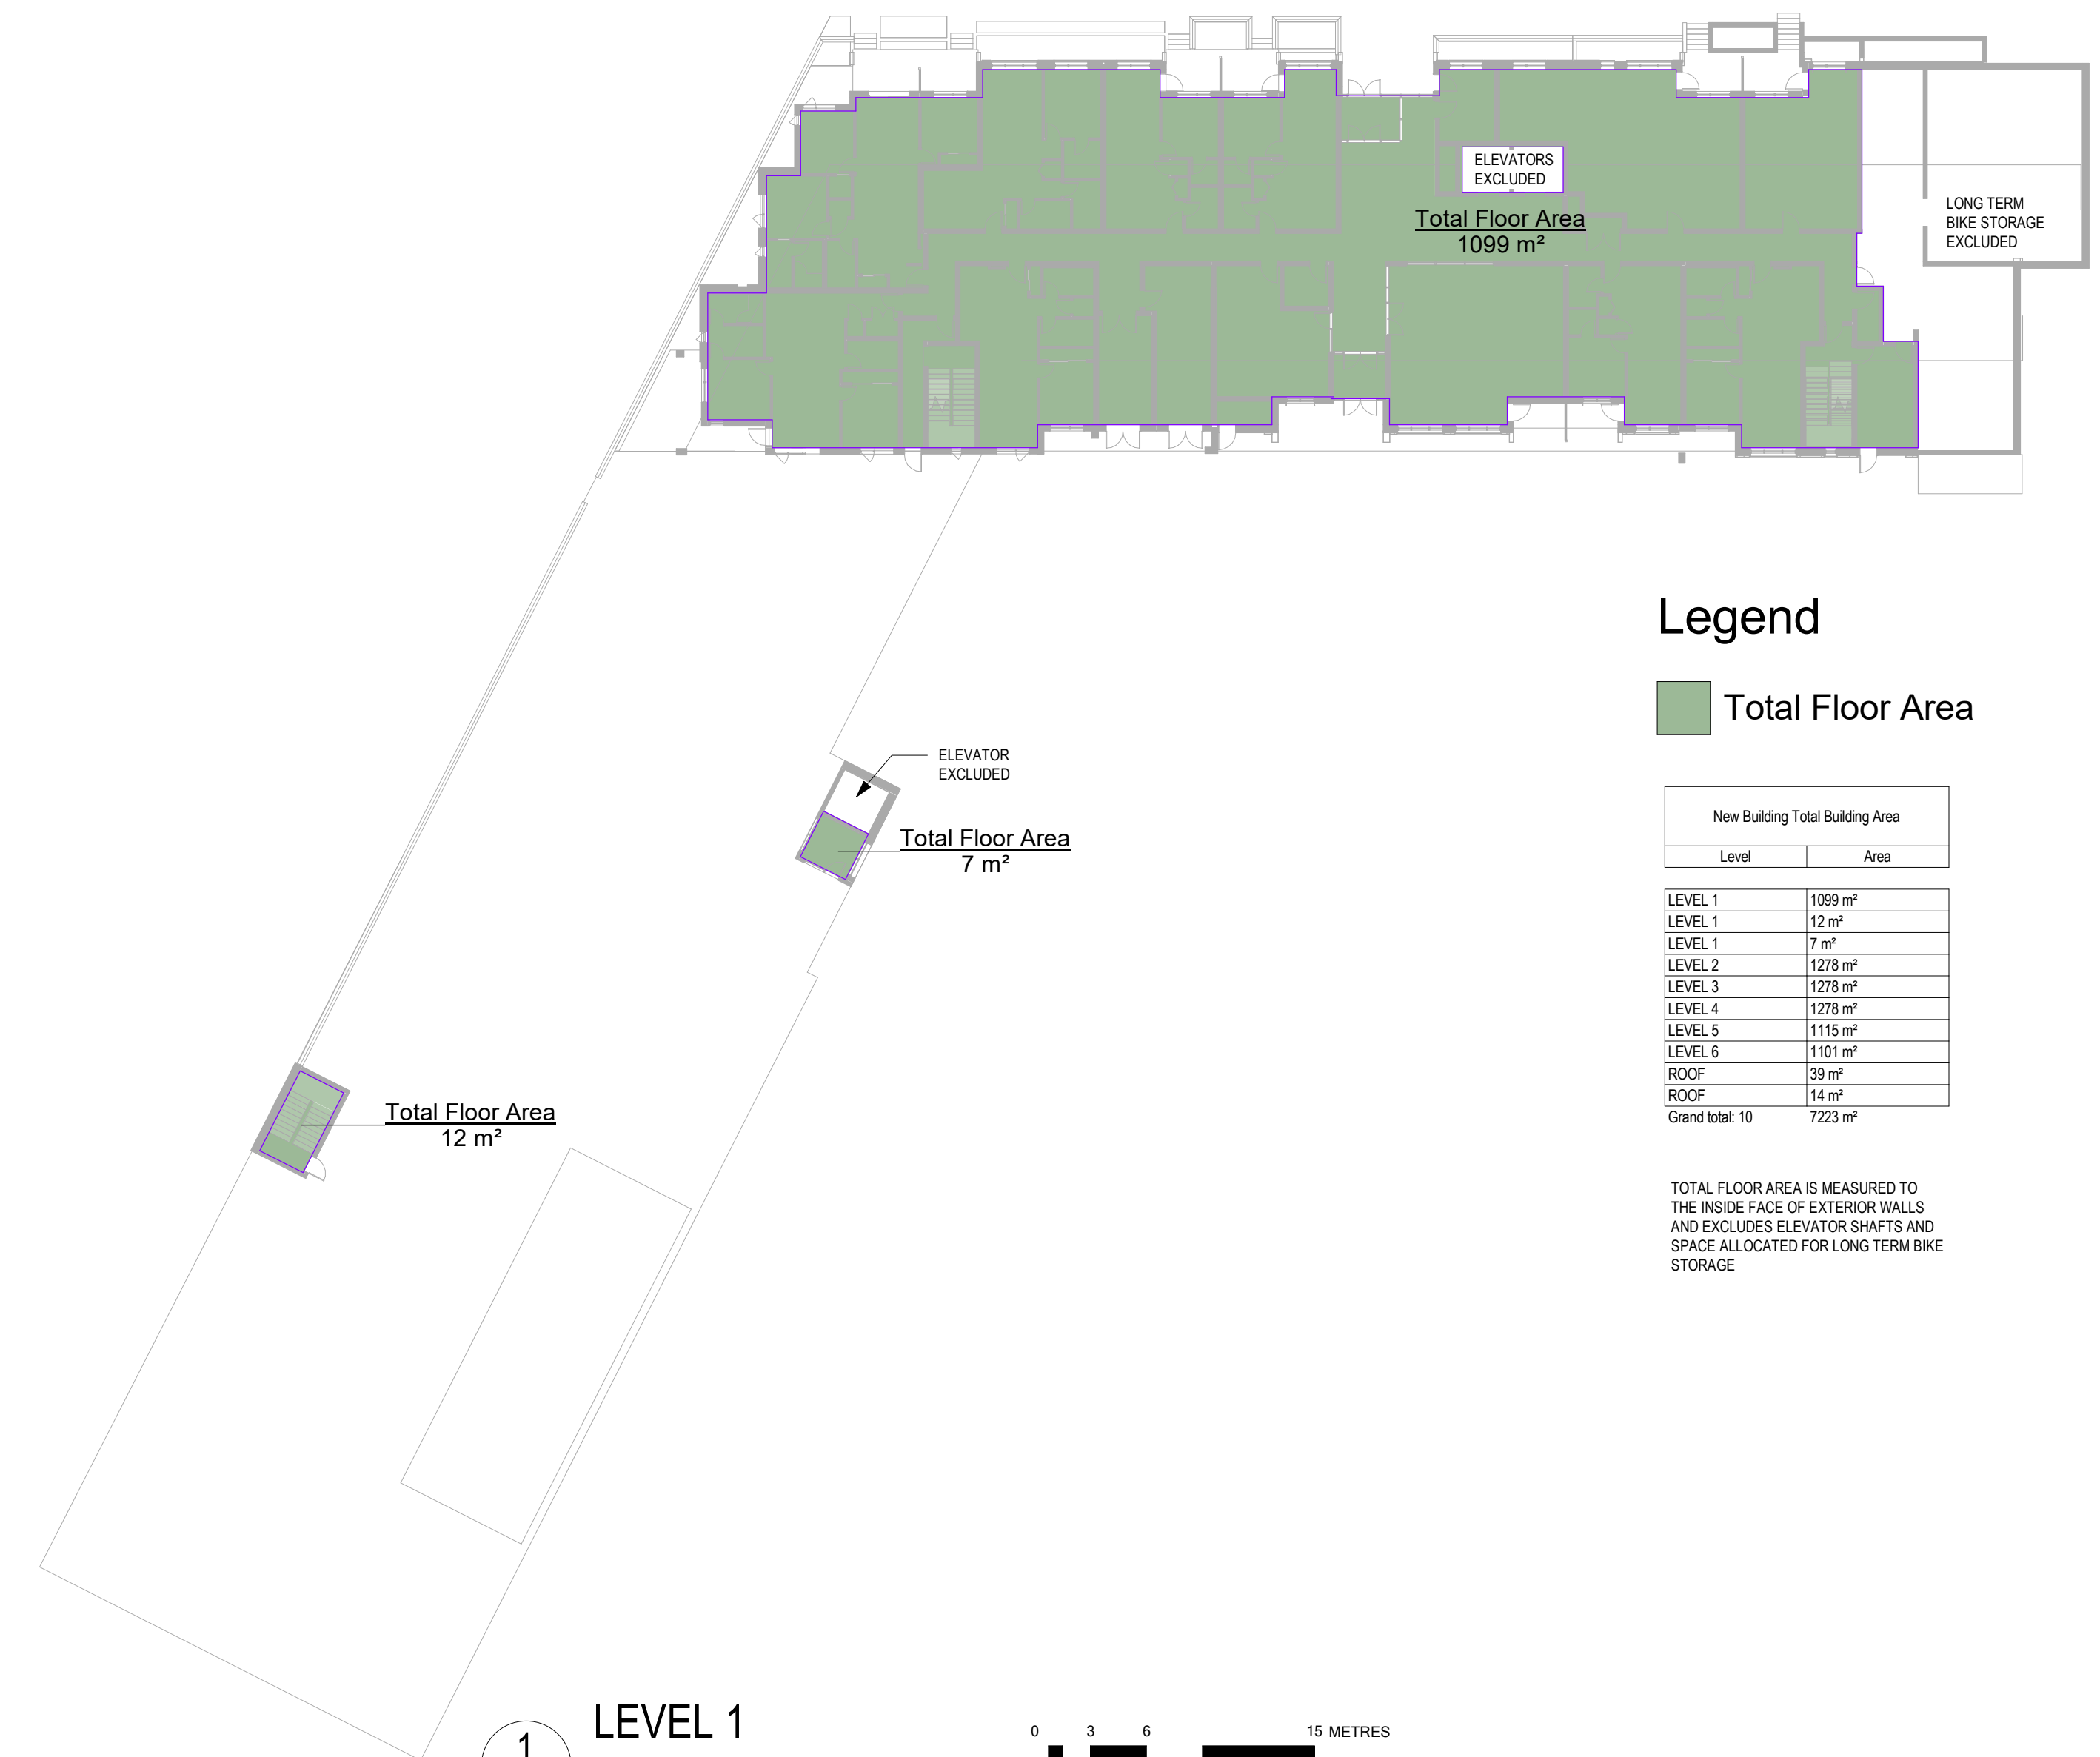 ELEVATORS
EXCLUDED
Total Floor Area
1099 m²
LONG TERM
BIKE STORAGE
EXCLUDED
Legend
Total Floor Area
ELEVATOR
EXCLUDED
Total Floor Area
7 m²
New Building Total Building Area
Level Area
LEVEL 1 1099 m²
LEVEL 1 12 m²
LEVEL 1 7 m²
LEVEL 2 1278 m²
LEVEL 3 1278 m²
LEVEL 4 1278 m²
LEVEL 5 1115 m²
LEVEL 6 1101 m²
ROOF 39 m²
ROOF 14 m²
Grand total: 10 7223 m²
Total Floor Area
12 m²
TOTAL FLOOR AREA IS MEASURED TO
THE INSIDE FACE OF EXTERIOR WALLS
AND EXCLUDES ELEVATOR SHAFTS AND
SPACE ALLOCATED FOR LONG TERM BIKE
STORAGE
1
LEVEL 1
0 3 6 15 METRES